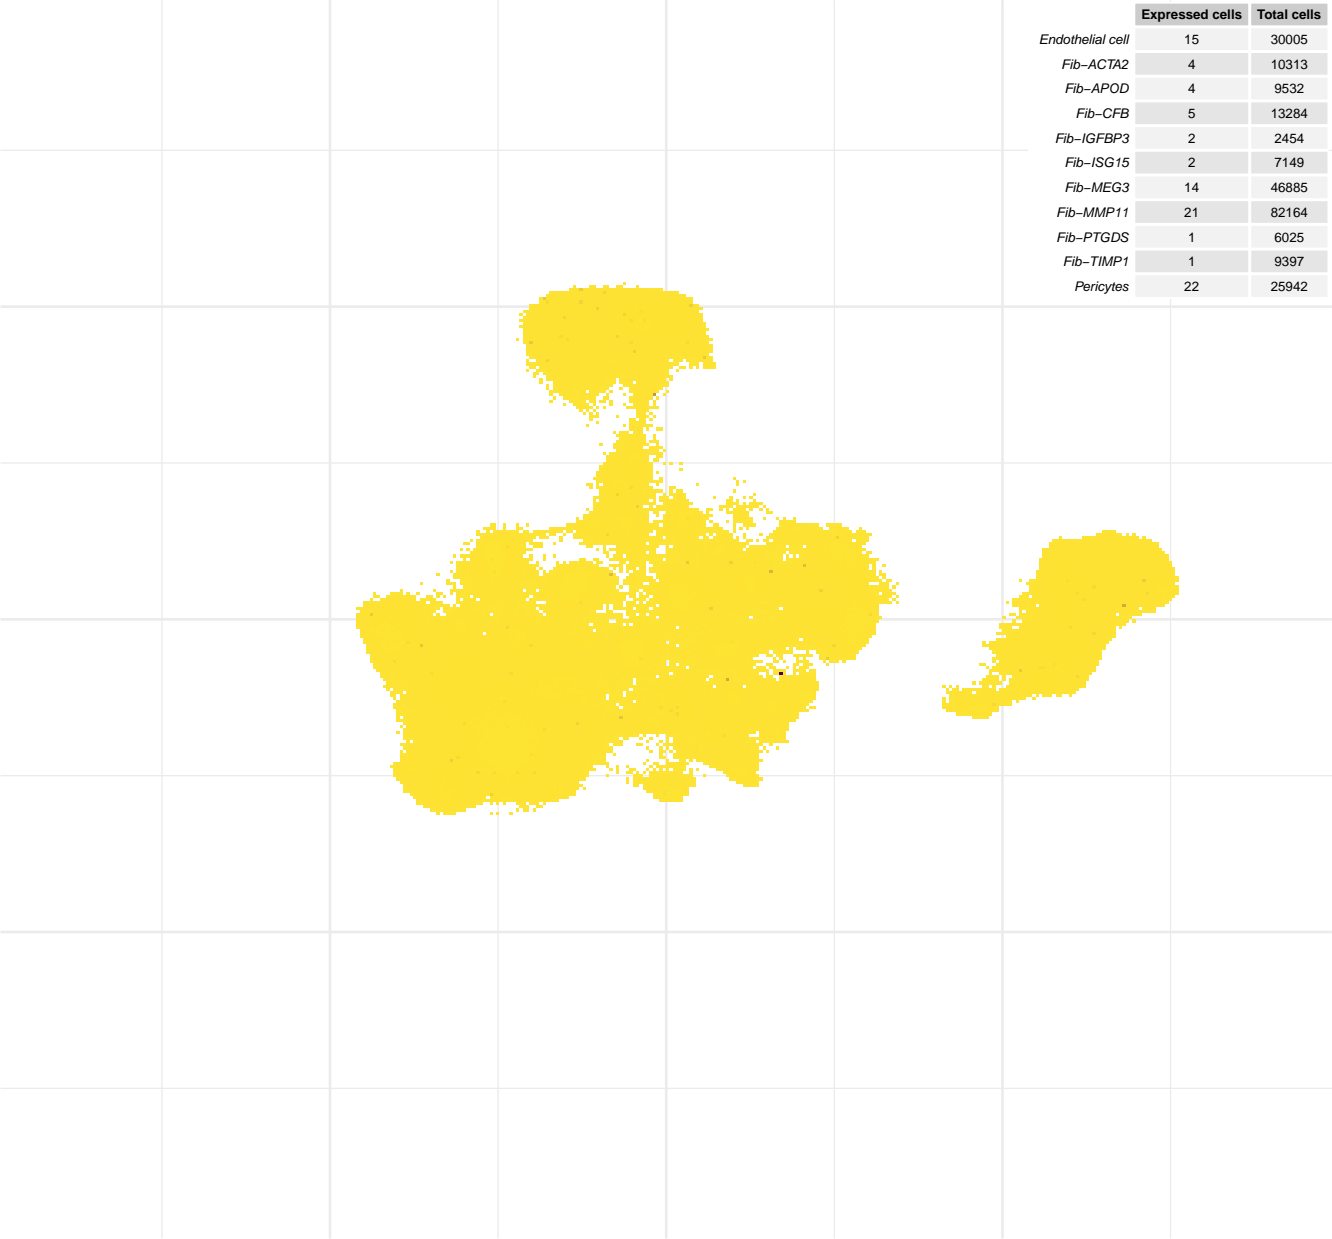 Expressed cells Total cells
Endothelial cell 15 30005
Fib−ACTA2 4 10313
Fib−APOD 4 9532
Fib−CFB 5 13284
Fib−IGFBP3 2 2454
Fib−ISG15 2 7149
Fib−MEG3 14 46885
Fib−MMP11 21 82164
Fib−PTGDS 1 6025
Fib−TIMP1 1 9397
Pericytes 22 25942